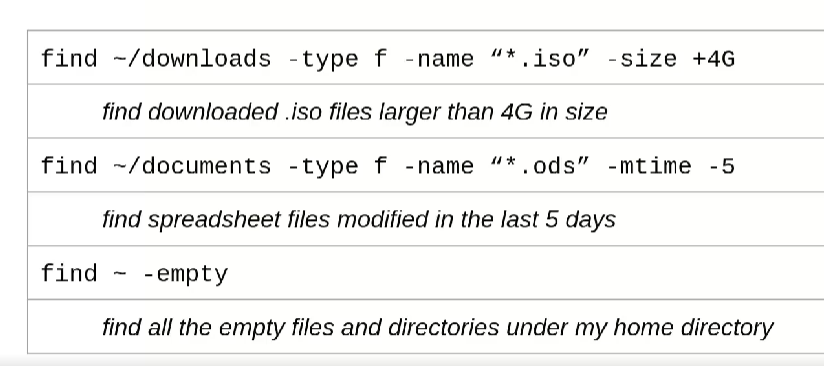 find ~/downloads -type f -name “*.iso” -size +4G
find downloaded .iso files larger than 4G in size
find ~/documents -type f -name “*.ods” -mtime -5
find spreadsheet files modified in the last 5 days
find ~ -empty
find all the empty files and directories under my home directory